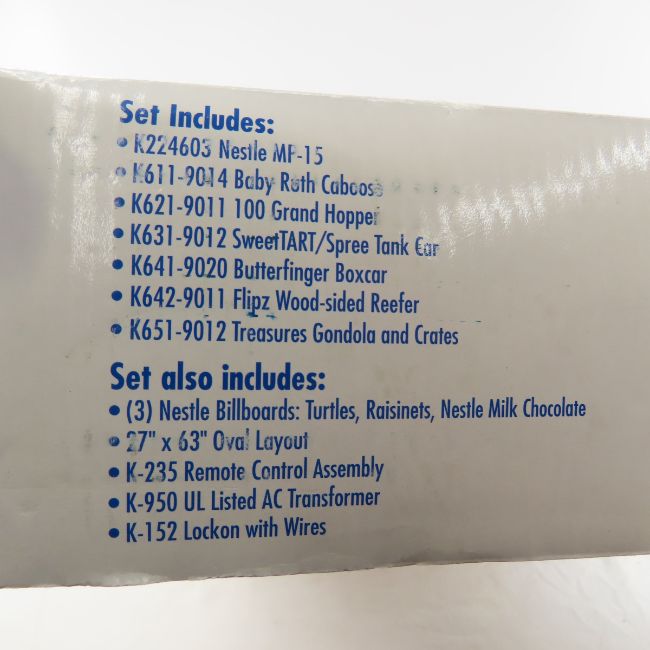 Set Includes:
• K224603 Nestle MP-15
• K611-9014 Baby Ruth Caboose
• K621-9011 100 Grand Hopper
• K631-9012 SweetTART/Spree Tank Car
• K641-9020 Butterfinger Boxcar
• K642-9011 Flipz Wood-sided Reefer
• K651-9012 Treasures Gondola and Crates
Set also includes:
• (3) Nestle Billboards: Turtles, Raisinets, Nestle Milk Chocolate
• 27" x 63" Oval Layout
• K-235 Remote Control Assembly
• K-950 UL Listed AC Transformer
• K-152 Lockon with Wires